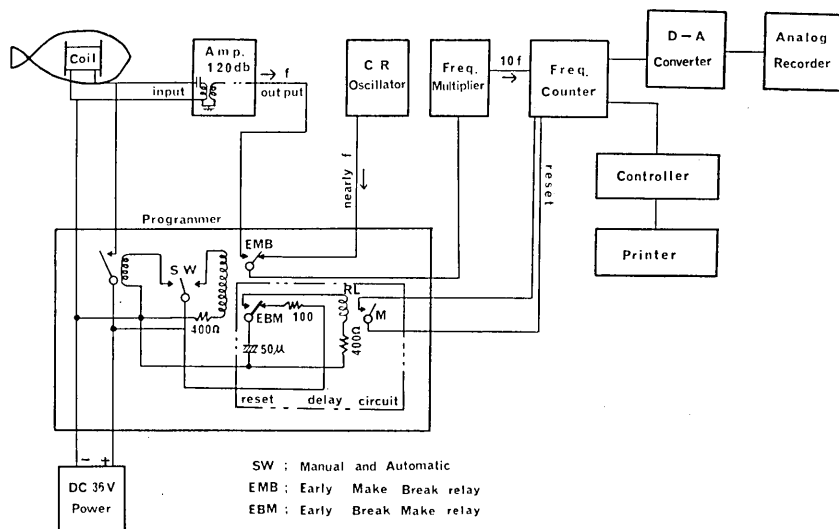 Coil
Amp.
120db
→ f
input
output
C R
Oscillator
Freq.
Multiplier
10 f
Freq.
Counter
D-A
Converter
Analog
Recorder
nearly f
reset
Controller
Printer
Programmer
EMB
S W
400Ω
RL
EBM
100
M
50μ
400Ω
reset delay circuit
- +
DC 36V
Power
SW ; Manual and Automatic
EMB ; Early Make Break relay
EBM ; Early Break Make relay